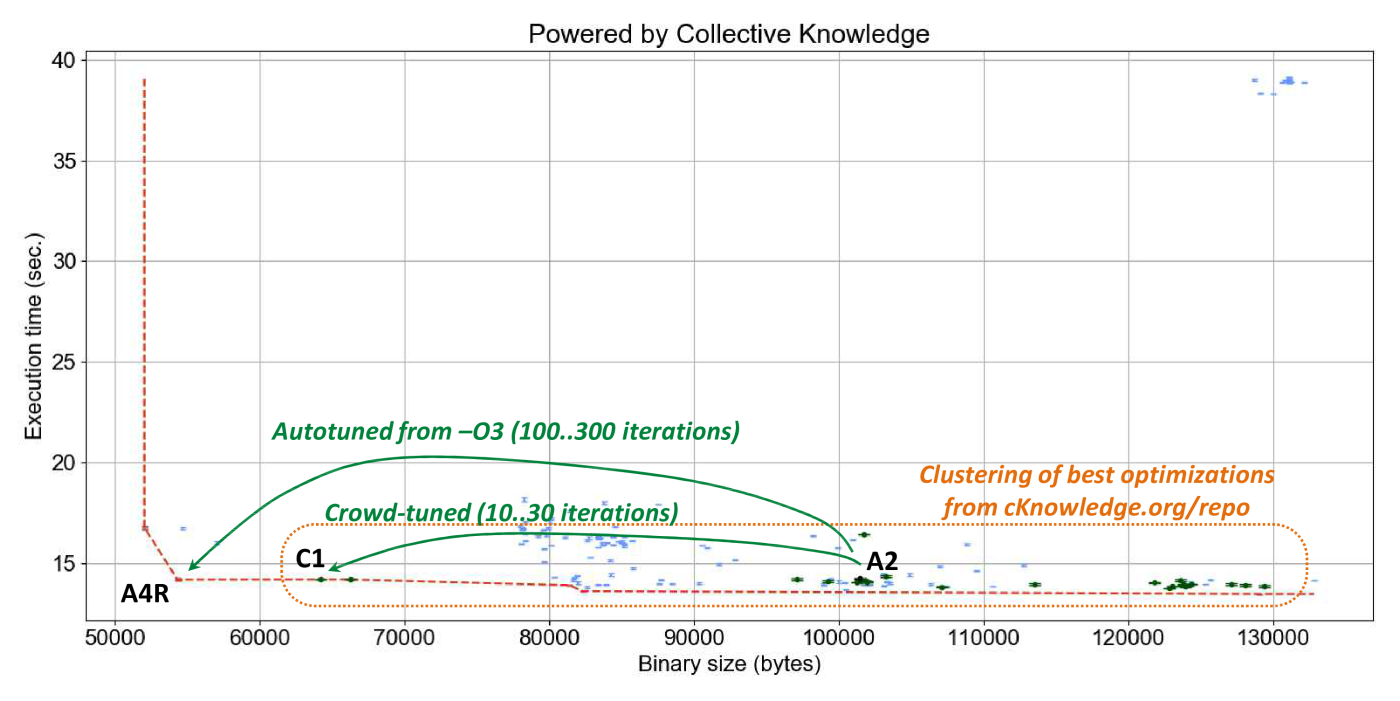 Powered by Collective Knowledge
Execution time (sec.)
40
35
30
25
20
15
Autotuned from –O3 (100..300 iterations)
Clustering of best optimizations
from cKnowledge.org/repo
Crowd-tuned (10..30 iterations)
C1
A2
A4R
50000
60000
70000
80000
90000
100000
110000
120000
130000
Binary size (bytes)